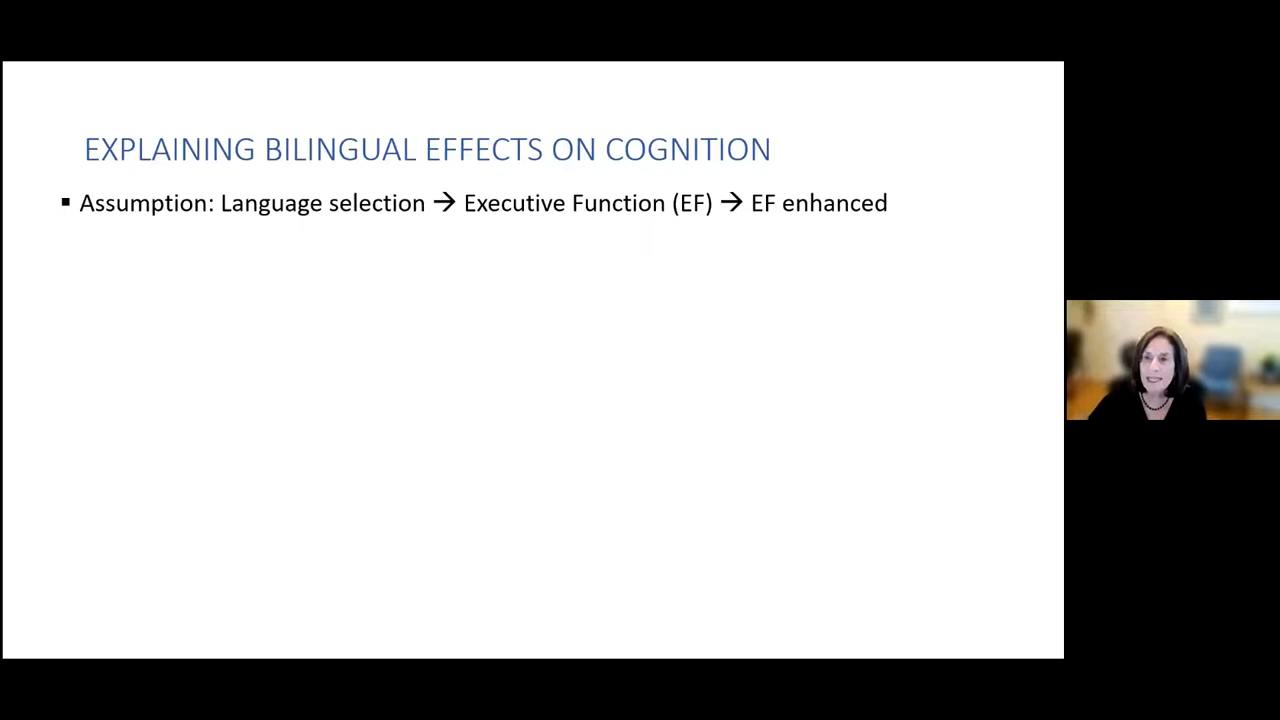 EXPLAINING BILINGUAL EFFECTS ON COGNITION
▪ Assumption: Language selection → Executive Function (EF) → EF enhanced